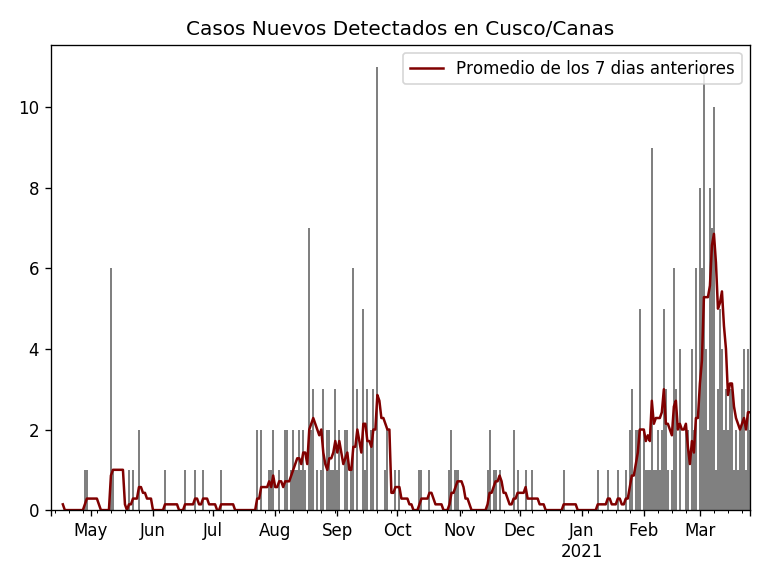 Casos Nuevos Detectados en Cusco/Canas
Promedio de los 7 dias anteriores
10
8
6
4
2
0
May Jun Jul Aug Sep Oct Nov Dec Jan Feb Mar
2021